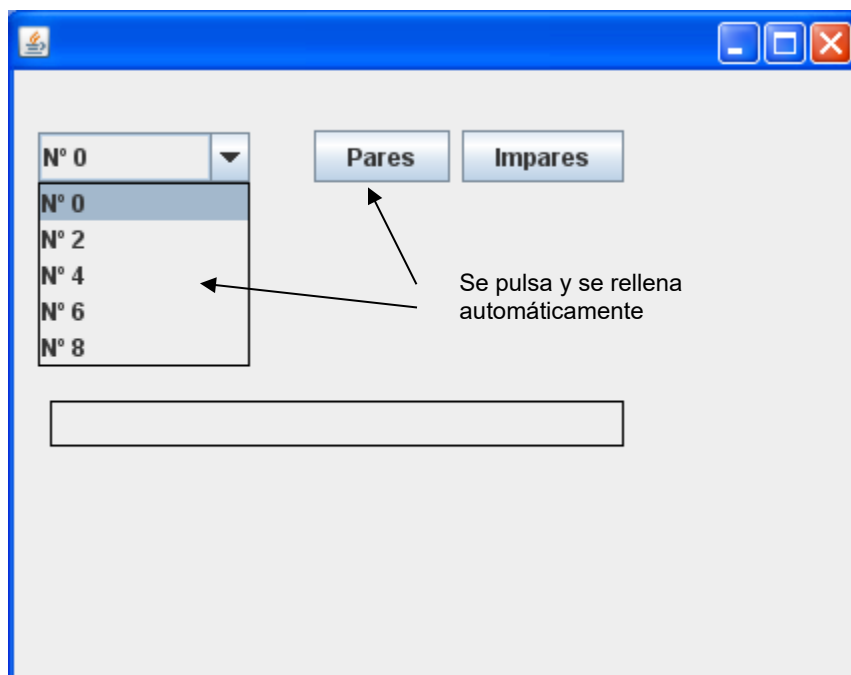 Nº 0
Pares
Impares
Nº 0
Nº 2
Nº 4
Nº 6
Nº 8
Se pulsa y se rellena
automáticamente